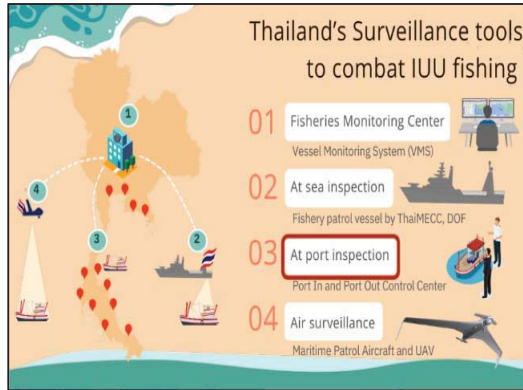 Thailand's Surveillance tools
to combat IUU fishing
01 Fisheries Monitoring Center
Vessel Monitoring System (VMS)
02 At sea inspection
Fishery patrol vessel by ThaiMECC, DOF
03 At port inspection
Port In and Port Out Control Center
04 Air surveillance
Maritime Patrol Aircraft and UAV
1
4
3
2